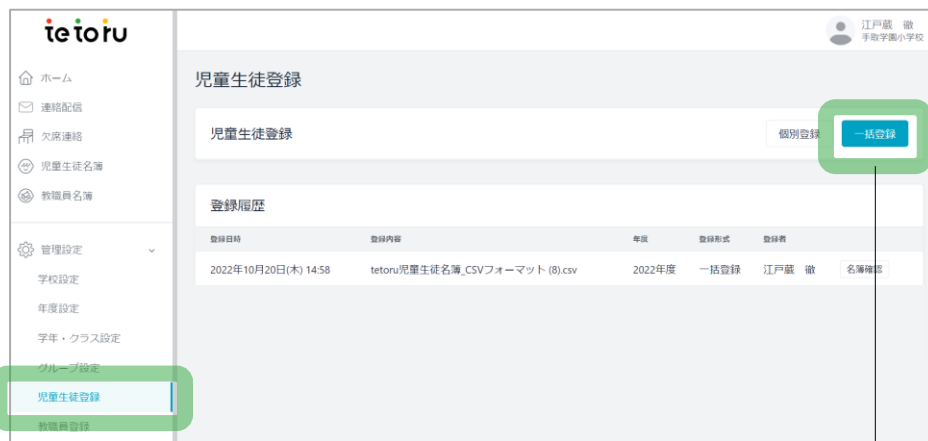 tetoru
江戸蔵 徹
手取学園小学校
ホーム
連絡配信
欠席連絡
児童生徒名簿
教職員名簿
管理設定
学校設定
年度設定
学年・クラス設定
グループ設定
児童生徒登録
教職員登録
児童生徒登録
児童生徒登録
個別登録
一括登録
登録履歴
登録日時 登録内容 年度 登録形式 登録者
2022年10月20日(木) 14:58 tetoru児童生徒名簿_CSVフォーマット (8).csv 2022年度 一括登録 江戸蔵 徹 名簿確認